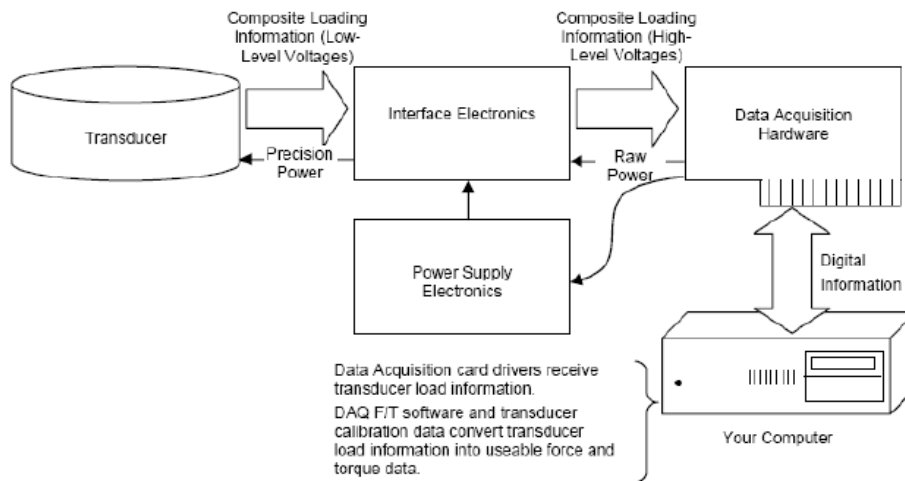 Composite Loading
Information (Low-
Level Voltages)
Composite Loading
Information (High-
Level Voltages)
Transducer
Interface Electronics
Data Acquisition
Hardware
Precision
Power
Raw
Power
Power Supply
Electronics
Digital
Information
Data Acquisition card drivers receive
transducer load information.
DAQ F/T software and transducer
calibration data convert transducer
load information into useable force and
torque data.
Your Computer